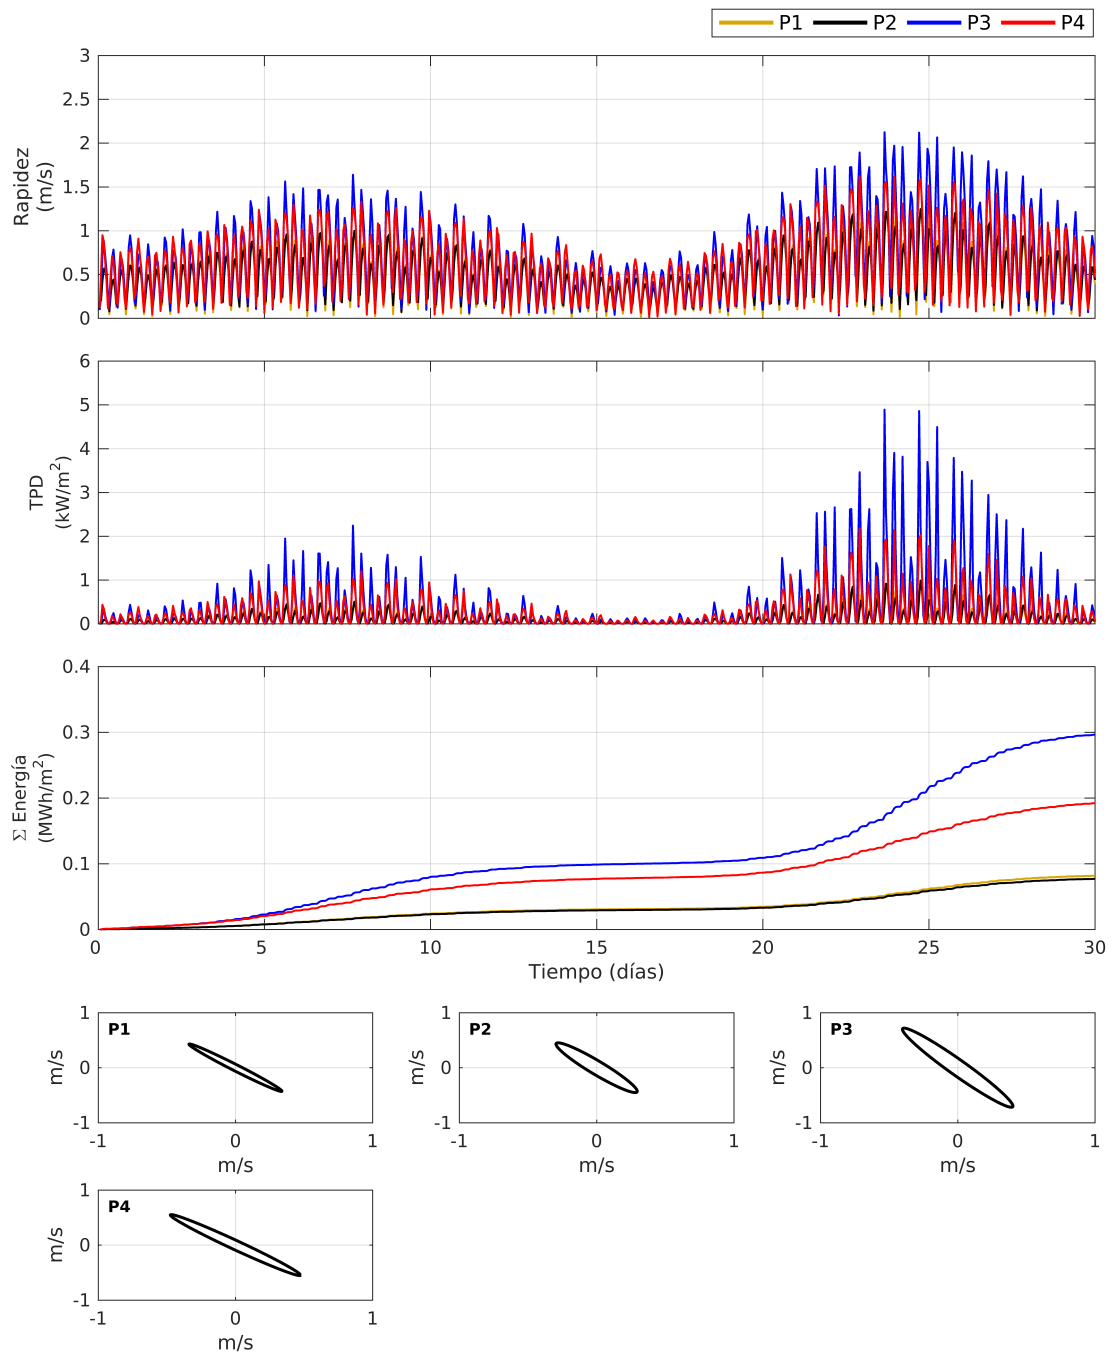 P1 P2 P3 P4
3
2.5
2
1.5
1
0.5
0
Rapidez
(m/s)
6
5
4
3
2
1
0
TPD
(kW/m²)
0.4
0.3
0.2
0.1
0
Σ Energía
(MWh/m²)
0 5 10 15 20 25 30
Tiempo (días)
P1
1
0
-1
m/s
-1 0 1
m/s
P2
1
0
-1
m/s
-1 0 1
m/s
P3
1
0
-1
m/s
-1 0 1
m/s
P4
1
0
-1
m/s
-1 0 1
m/s